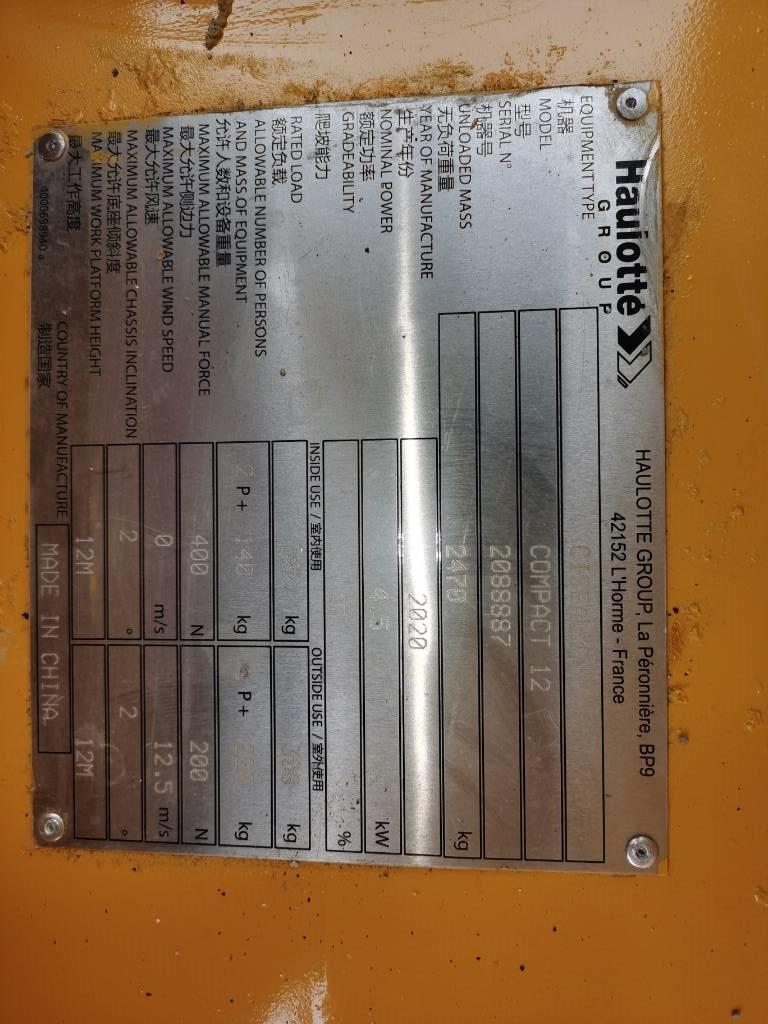 Haulotte
GROUP
HAULOTTE GROUP, La Péronnière, BP9
42152 L'Horme - France
EQUIPMENT TYPE
机器
MODEL COMPACT 12
型号
SERIAL N° 2088887
机器号
UNLOADED MASS 2470 kg
无负荷重量
YEAR OF MANUFACTURE 2020
生产年份
NOMINAL POWER 4.5 kW
额定功率
GRADEABILITY %
爬坡能力
INSIDE USE / 室内使用 OUTSIDE USE / 室外使用
RATED LOAD kg kg
额定负载
ALLOWABLE NUMBER OF PERSONS
AND MASS OF EQUIPMENT 2 P + 140 kg P + kg
允许人数和设备重量
MAXIMUM ALLOWABLE MANUAL FORCE 400 N 200 N
最大允许侧边力
MAXIMUM ALLOWABLE WIND SPEED 0 m/s 12.5 m/s
最大允许风速
MAXIMUM ALLOWABLE CHASSIS INCLINATION 2 ° 2 °
最大允许底座倾斜度
MAXIMUM WORK PLATFORM HEIGHT 12M 12M
最大工作高度
COUNTRY OF MANUFACTURE MADE IN CHINA
制造国家
4000698940 a